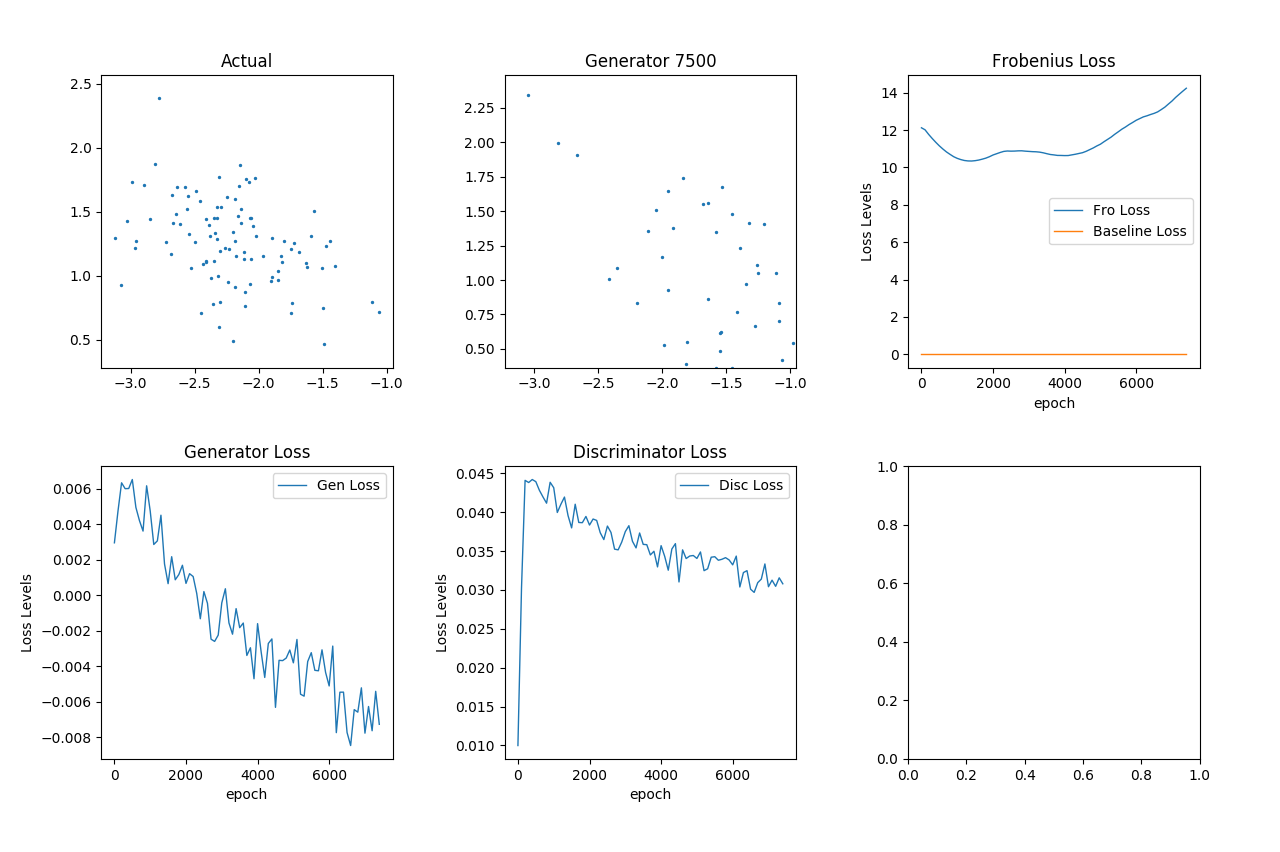 Actual
2.5
2.0
1.5
1.0
0.5
−3.0 −2.5 −2.0 −1.5 −1.0
Generator 7500
2.25
2.00
1.75
1.50
1.25
1.00
0.75
0.50
−3.0 −2.5 −2.0 −1.5 −1.0
Frobenius Loss
Loss Levels
14
12
10
8
6
4
2
0
Fro Loss
Baseline Loss
0 2000 4000 6000
epoch
Generator Loss
Loss Levels
0.006
0.004
0.002
0.000
−0.002
−0.004
−0.006
−0.008
Gen Loss
0 2000 4000 6000
epoch
Discriminator Loss
Loss Levels
0.045
0.040
0.035
0.030
0.025
0.020
0.015
0.010
Disc Loss
0 2000 4000 6000
epoch
1.0
0.8
0.6
0.4
0.2
0.0
0.0 0.2 0.4 0.6 0.8 1.0